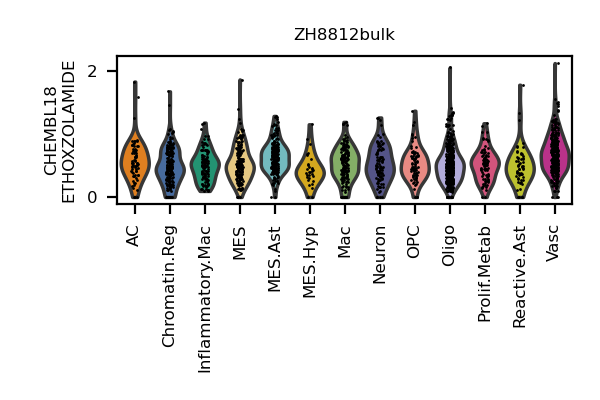 ZH8812bulk
CHEMBL18
ETHOXZOLAMIDE
2
0
AC
Chromatin.Reg
Inflammatory.Mac
MES
MES.Ast
MES.Hyp
Mac
Neuron
OPC
Oligo
Prolif.Metab
Reactive.Ast
Vasc